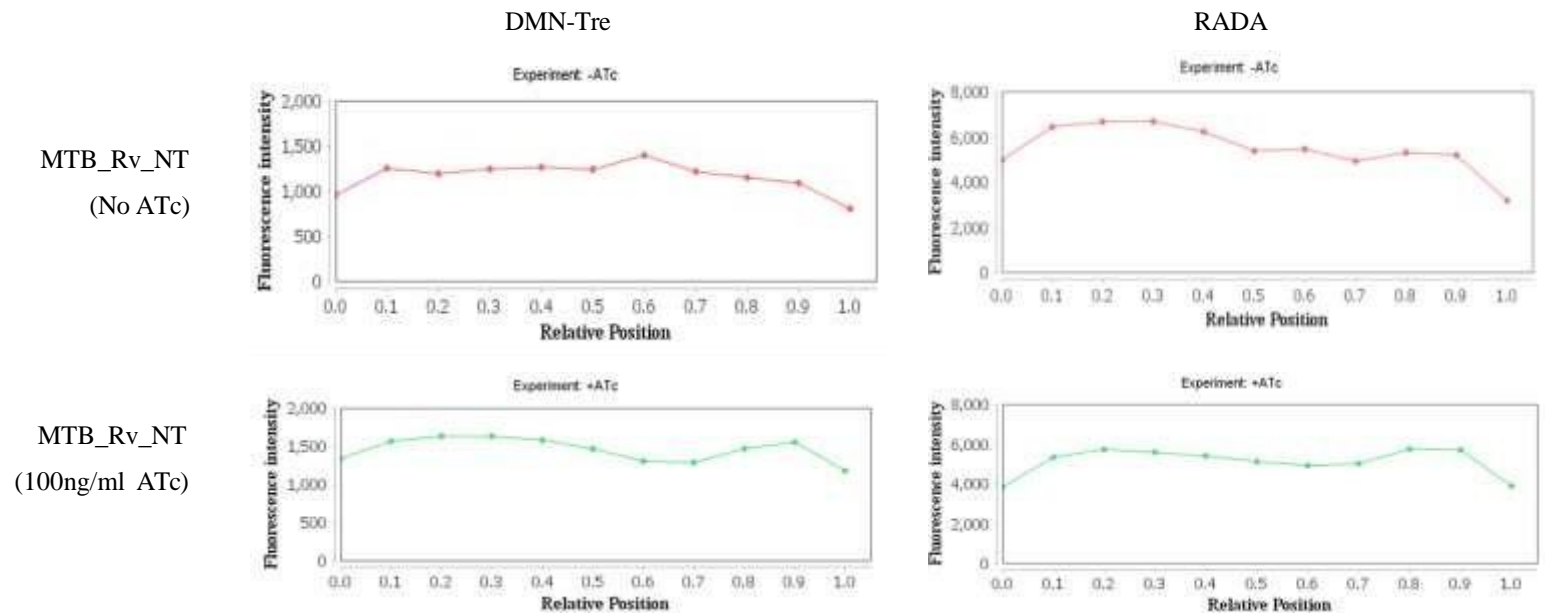 DMN-Tre
RADA
MTB_Rv_NT
(No ATc)
Experiment: -ATc
Fluorescence intensity
2,000
1,500
1,000
500
0
0.0 0.1 0.2 0.3 0.4 0.5 0.6 0.7 0.8 0.9 1.0
Relative Position
Experiment: -ATc
Fluorescence intensity
8,000
6,000
4,000
2,000
0
0.0 0.1 0.2 0.3 0.4 0.5 0.6 0.7 0.8 0.9 1.0
Relative Position
MTB_Rv_NT
(100ng/ml ATc)
Experiment: +ATc
Fluorescence intensity
2,000
1,500
1,000
500
0
0.0 0.1 0.2 0.3 0.4 0.5 0.6 0.7 0.8 0.9 1.0
Relative Position
Experiment: +ATc
Fluorescence intensity
8,000
6,000
4,000
2,000
0
0.0 0.1 0.2 0.3 0.4 0.5 0.6 0.7 0.8 0.9 1.0
Relative Position